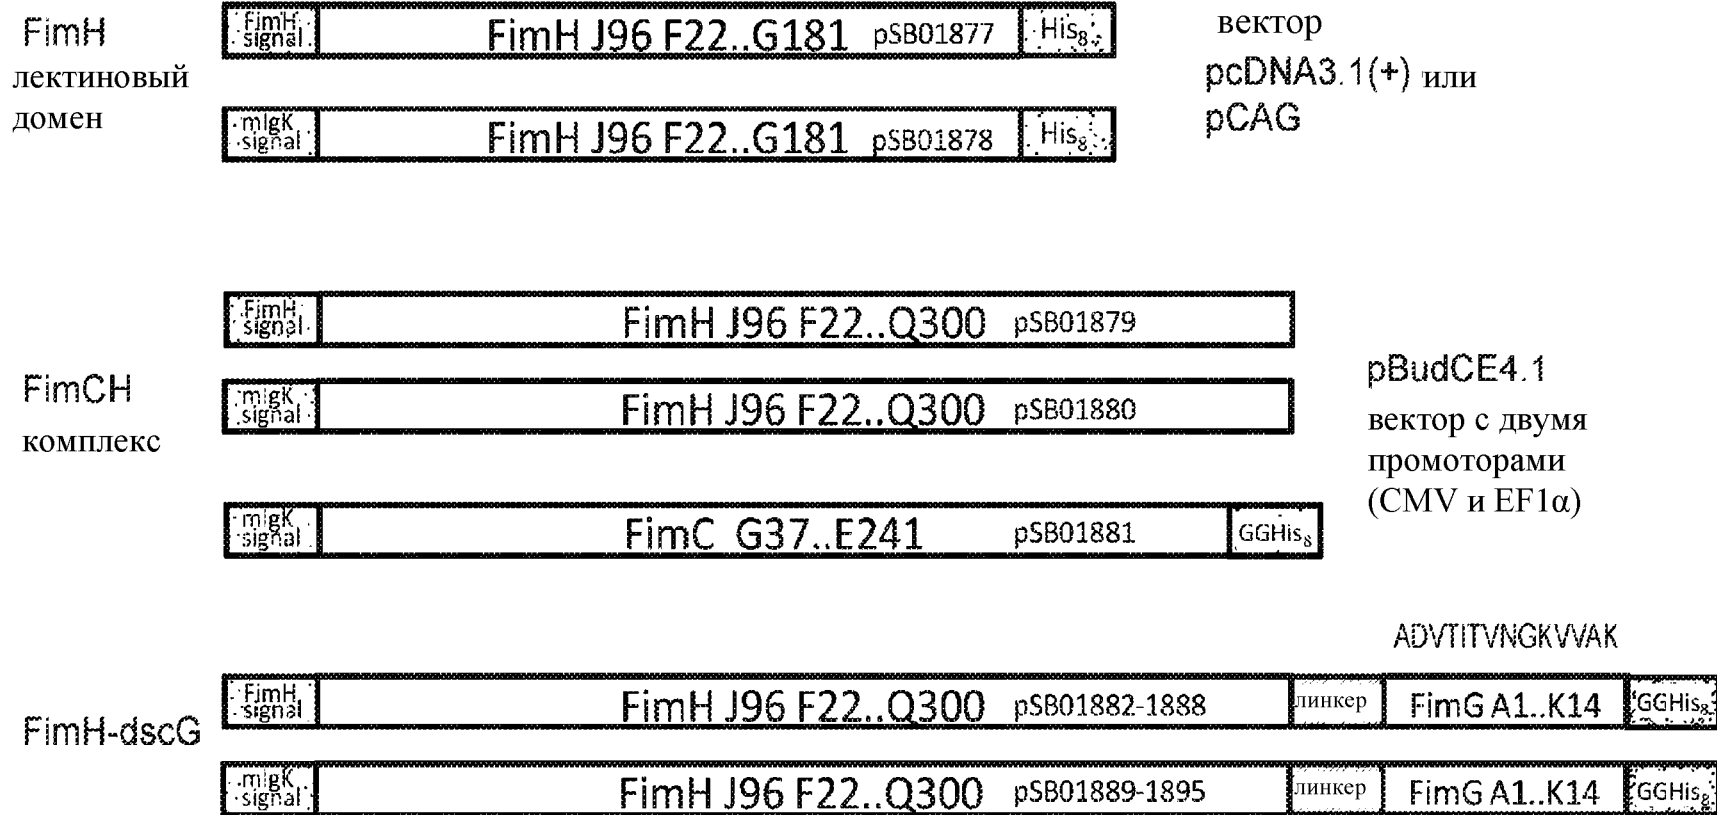 FimH
лектиновый
домен
FimH signal FimH J96 F22..G181 pSB01877 His₈
mIgK signal FimH J96 F22..G181 pSB01878 His₈
вектор
pcDNA3.1(+) или
pCAG
FimCH
комплекс
FimH signal FimH J96 F22..Q300 pSB01879
mIgK signal FimH J96 F22..Q300 pSB01880
mIgK signal FimC G37..E241 pSB01881 GGHis₈
pBudCE4.1
вектор с двумя
промоторами
(CMV и EF1α)
ADVTITVNGKVVAK
FimH-dscG
FimH signal FimH J96 F22..Q300 pSB01882-1888 линкер FimG A1..K14 GGHis₈
mIgK signal FimH J96 F22..Q300 pSB01889-1895 линкер FimG A1..K14 GGHis₈